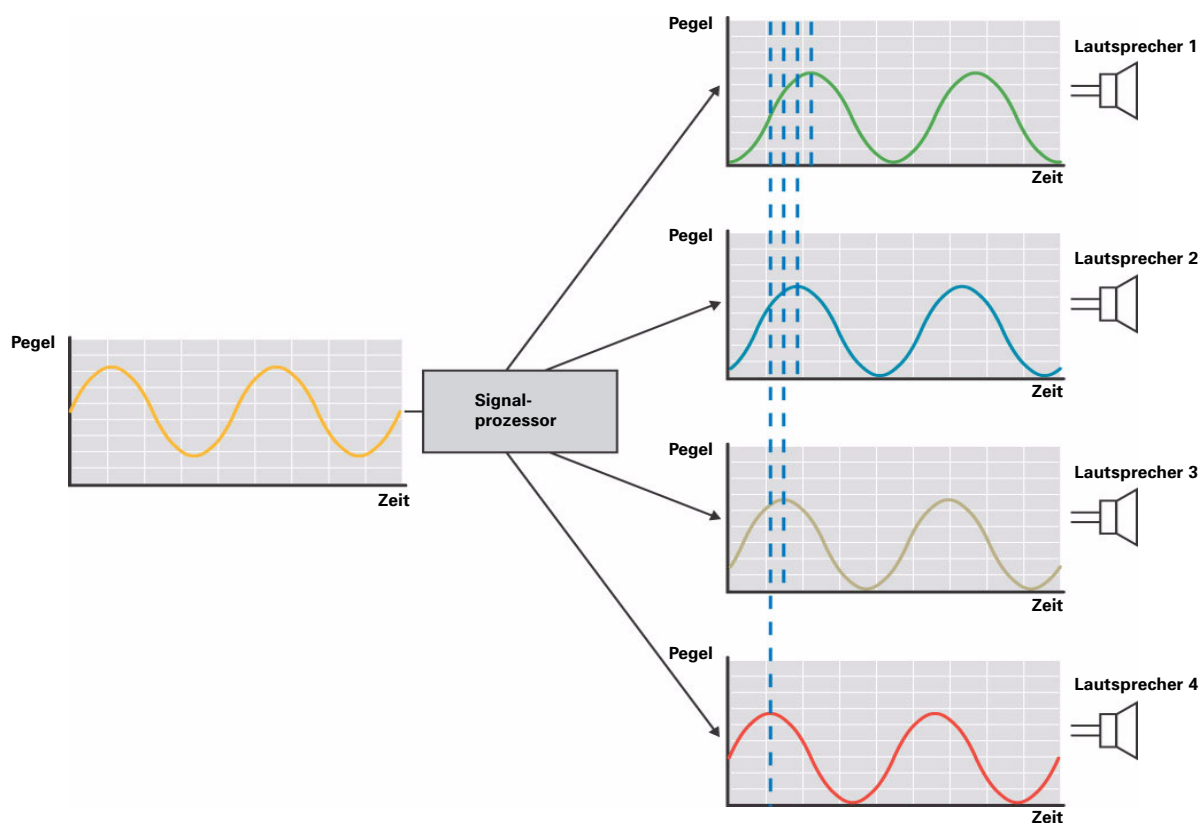 Pegel
Lautsprecher 1
Zeit
Pegel
Lautsprecher 2
Zeit
Pegel
Signal-
prozessor
Zeit
Pegel
Lautsprecher 3
Zeit
Pegel
Lautsprecher 4
Zeit